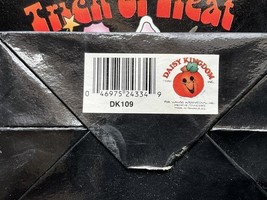 Trick or Treat
DAISY KINGDOM
0 46975 24334 9
DK109